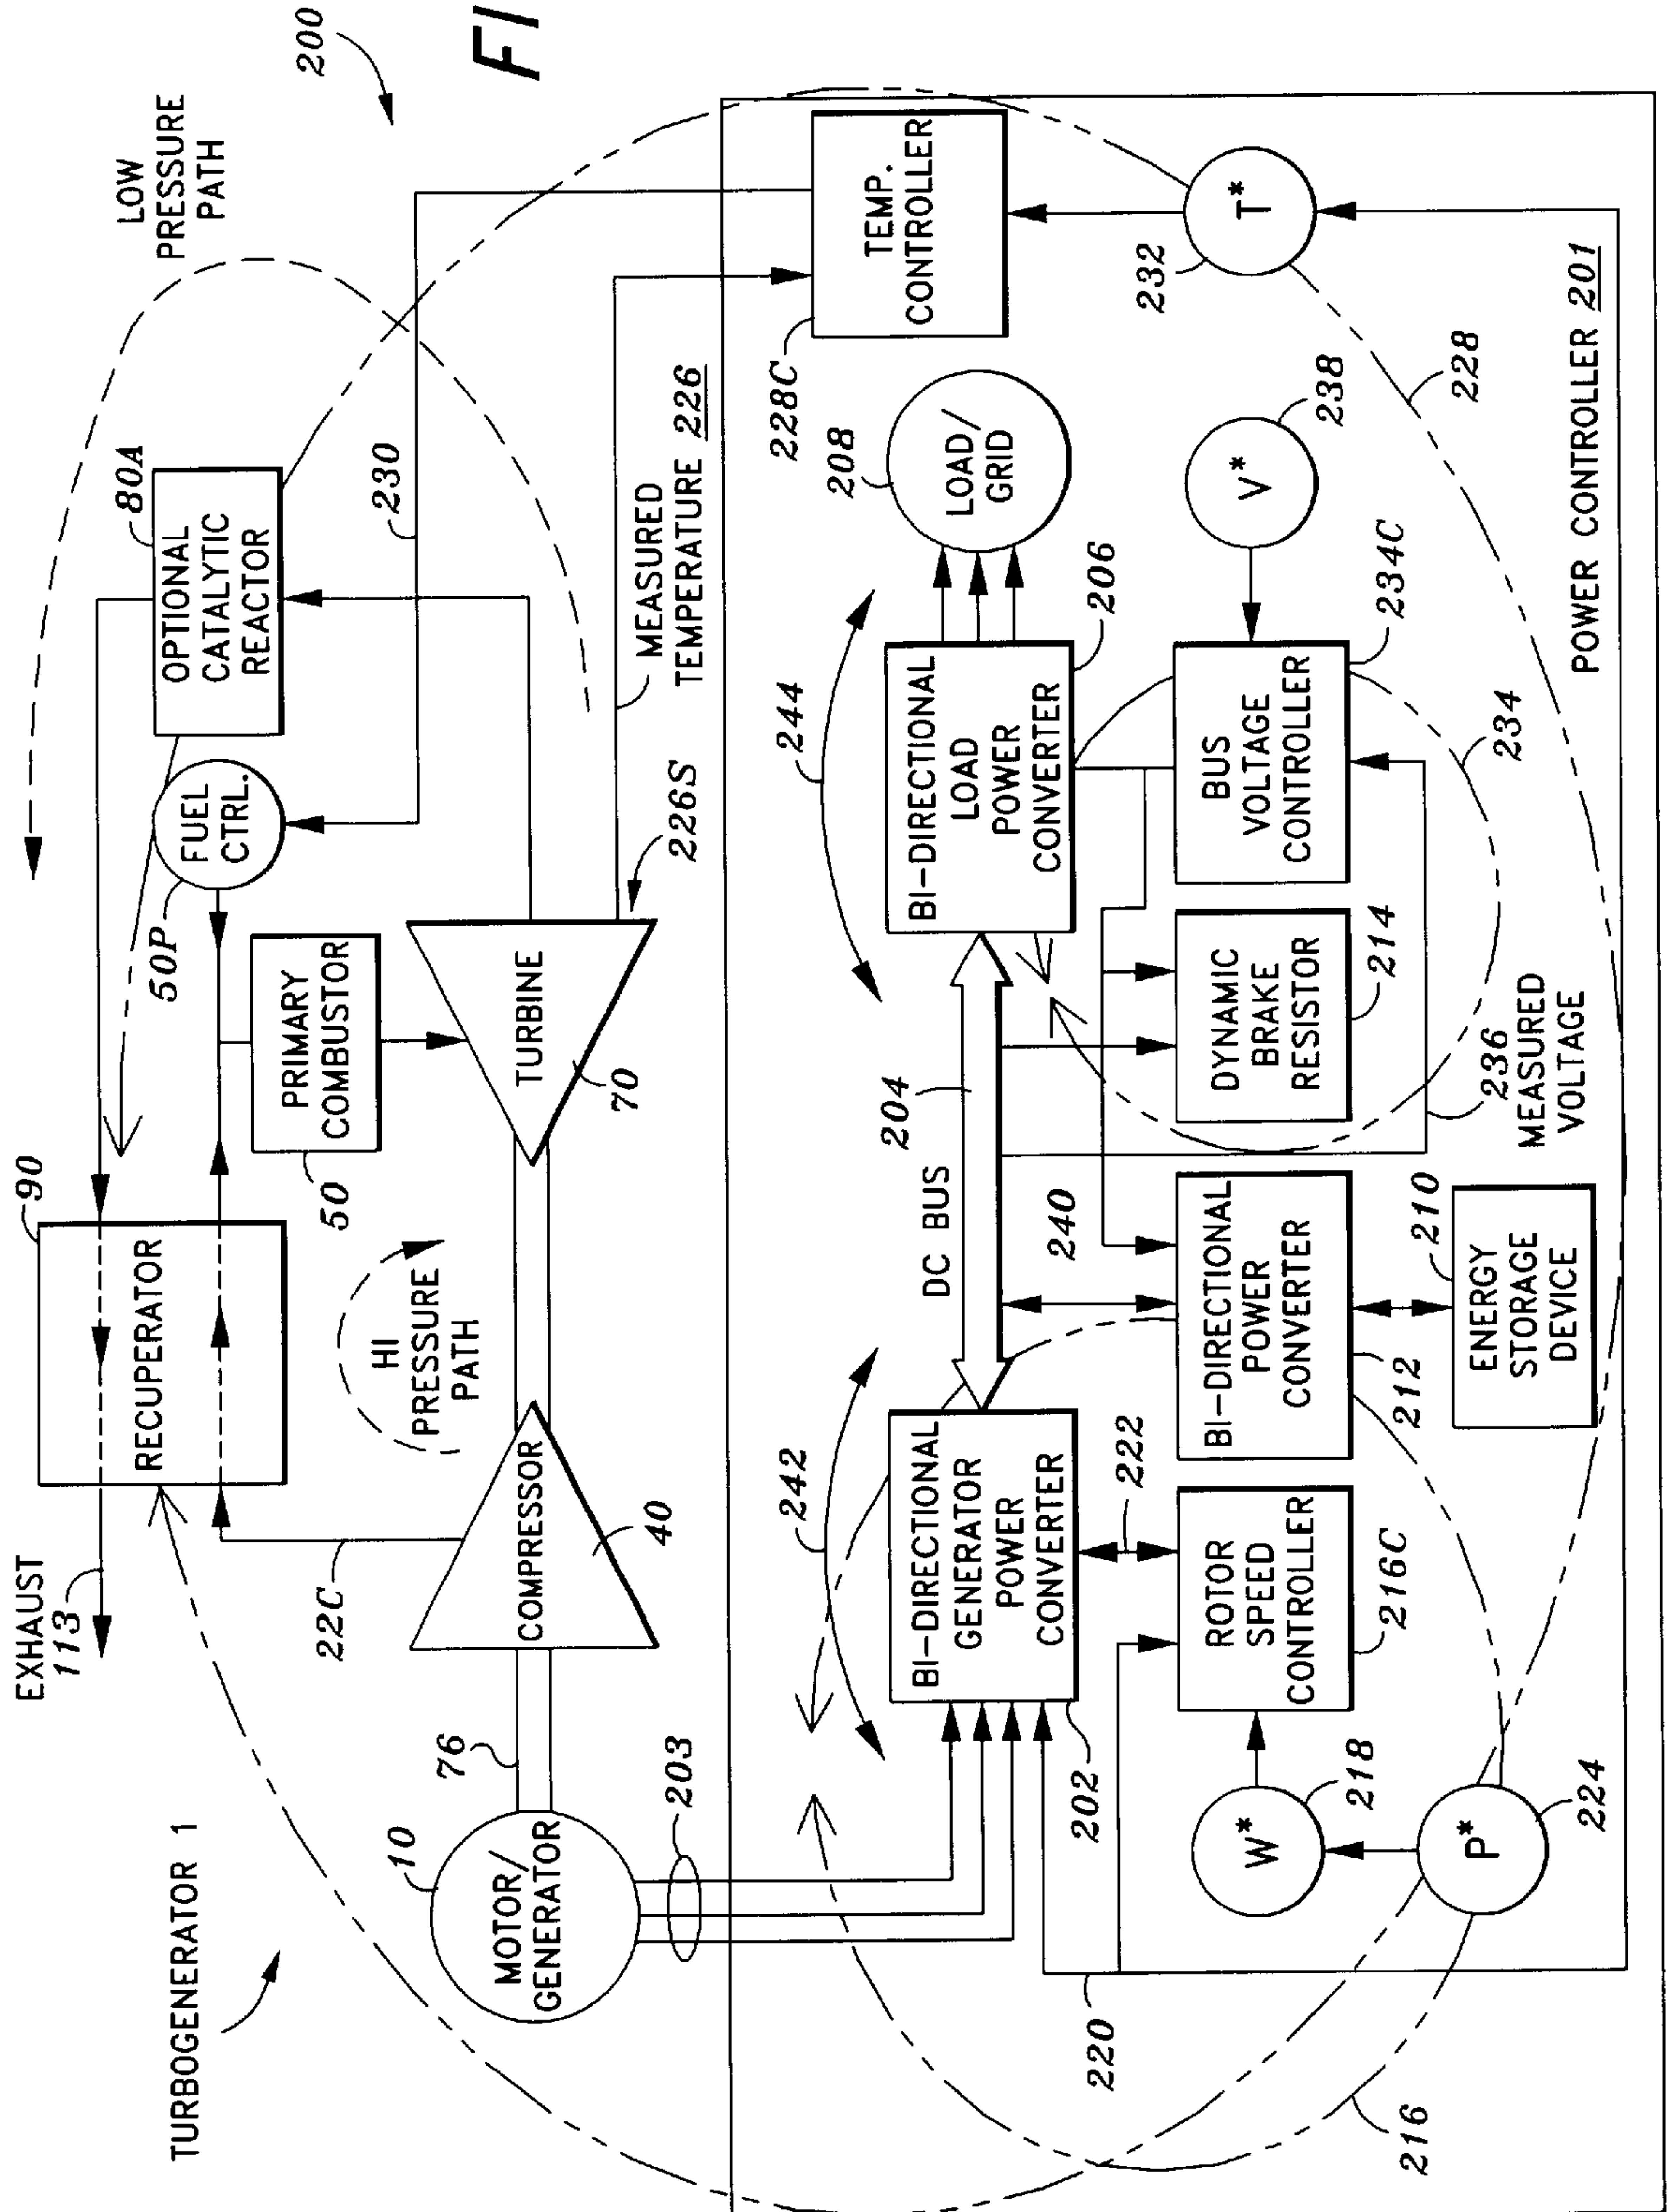 TURBOGENERATOR 1
200
FI
EXHAUST
113
90
RECUPERATOR
LOW
PRESSURE
PATH
OPTIONAL
CATALYTIC
REACTOR
80A
FUEL
CTRL.
50P
230
22C
HI
PRESSURE
PATH
PRIMARY
COMBUSTOR
50
MOTOR/
GENERATOR
10
76
COMPRESSOR
40
TURBINE
70
226S
MEASURED
TEMPERATURE 226
203
242
244
228C
TEMP.
CONTROLLER
BI-DIRECTIONAL
GENERATOR
POWER
CONVERTER
202
DC BUS
204
BI-DIRECTIONAL
LOAD
POWER
CONVERTER
206
LOAD/
GRID
208
220
222
240
232
T*
W*
218
ROTOR
SPEED
CONTROLLER
216C
BI-DIRECTIONAL
POWER
CONVERTER
212
DYNAMIC
BRAKE
RESISTOR
214
BUS
VOLTAGE
CONTROLLER
234C
V*
238
P*
224
216
ENERGY
STORAGE
DEVICE
210
236
MEASURED
VOLTAGE
234
228
POWER CONTROLLER 201